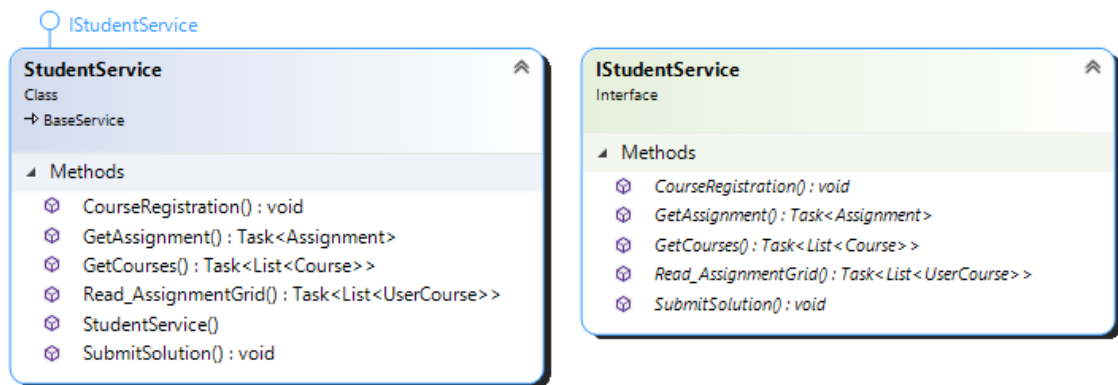 IStudentService
StudentService
Class
BaseService
Methods
CourseRegistration() : void
GetAssignment() : Task<Assignment>
GetCourses() : Task<List<Course>>
Read_AssignmentGrid() : Task<List<UserCourse>>
StudentService()
SubmitSolution() : void
IStudentService
Interface
Methods
CourseRegistration() : void
GetAssignment() : Task<Assignment>
GetCourses() : Task<List<Course>>
Read_AssignmentGrid() : Task<List<UserCourse>>
SubmitSolution() : void